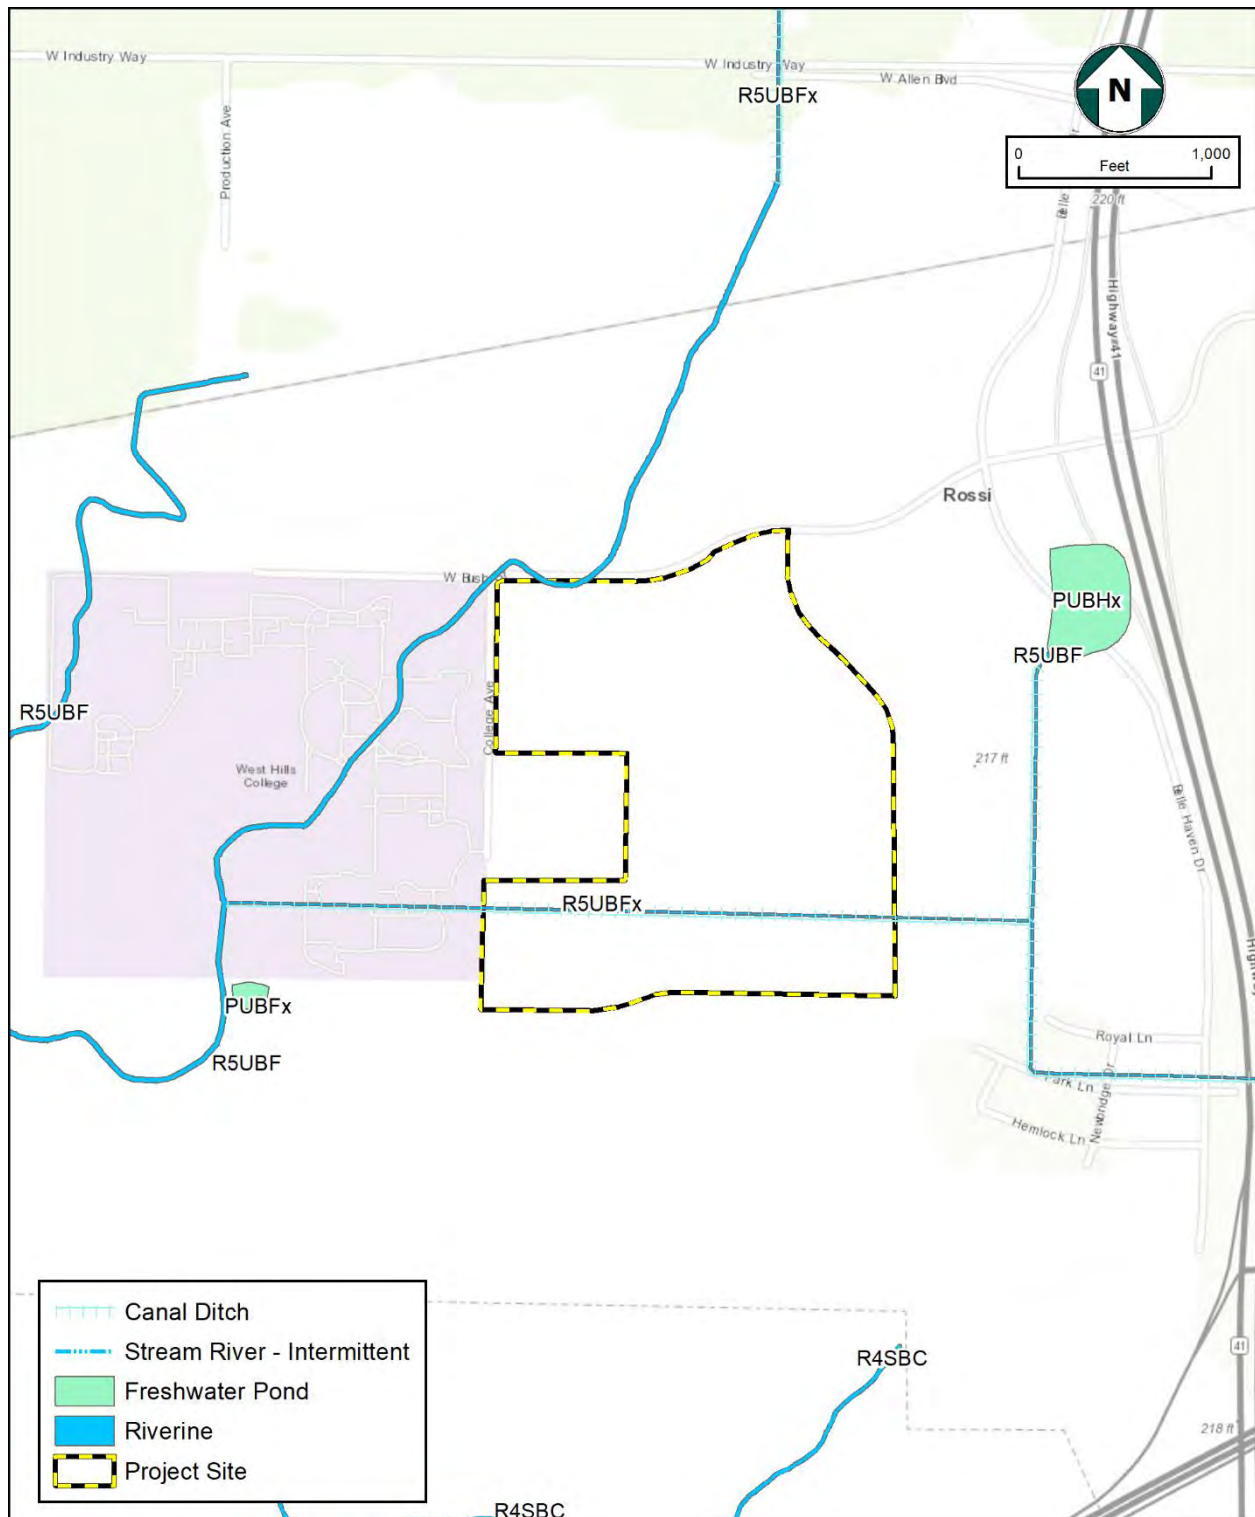 W Industry Way
W Industry Way
W Allen Blvd
R5UBFx
N
0
1,000
Feet
Production Ave
220 ft
Highway 41
41
Rossi
W Bush
PUBHx
R5UBF
College Ave
R5UBF
West Hills
College
217 ft
Belle Haven Dr
R5UBFx
PUBFx
R5UBF
Royal Ln
Park Ln
Newbridge Dr
Hemlock Ln
Canal Ditch
Stream River - Intermittent
Freshwater Pond
Riverine
Project Site
R4SBC
41
218 ft
R4SBC